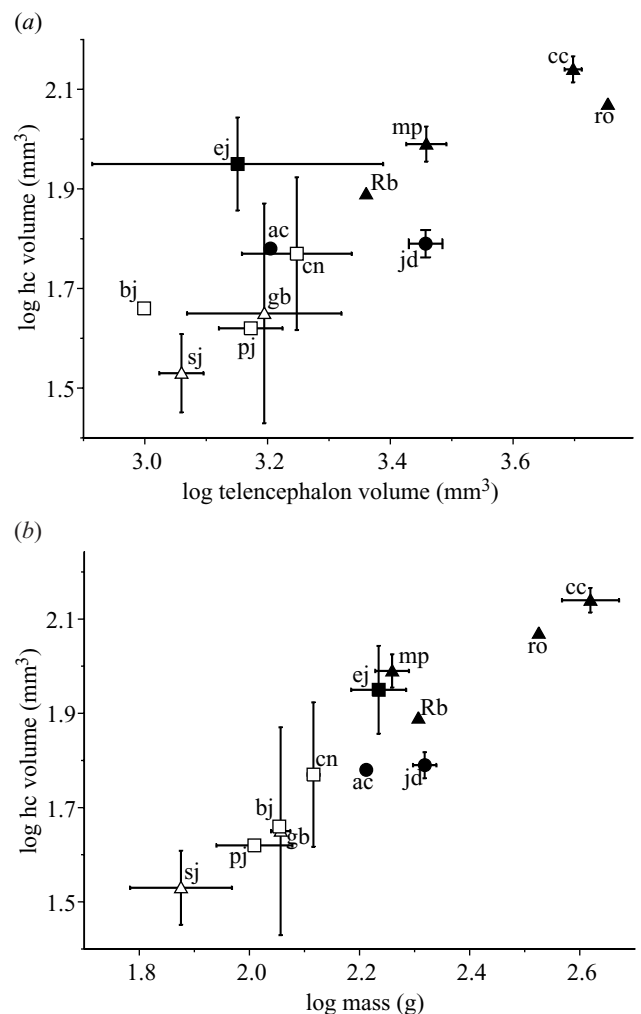 (a)
2.1
1.9
1.7
1.5
log hc volume (mm³)
cc
ro
mp
ej
Rb
ac
cn
jd
bj
gb
pj
sj
3.0 3.2 3.4 3.6
log telencephalon volume (mm³)
(b)
2.1
1.9
1.7
1.5
log hc volume (mm³)
cc
ro
mp
ej
Rb
cn
ac
jd
bj
gb
pj
sj
1.8 2.0 2.2 2.4 2.6
log mass (g)